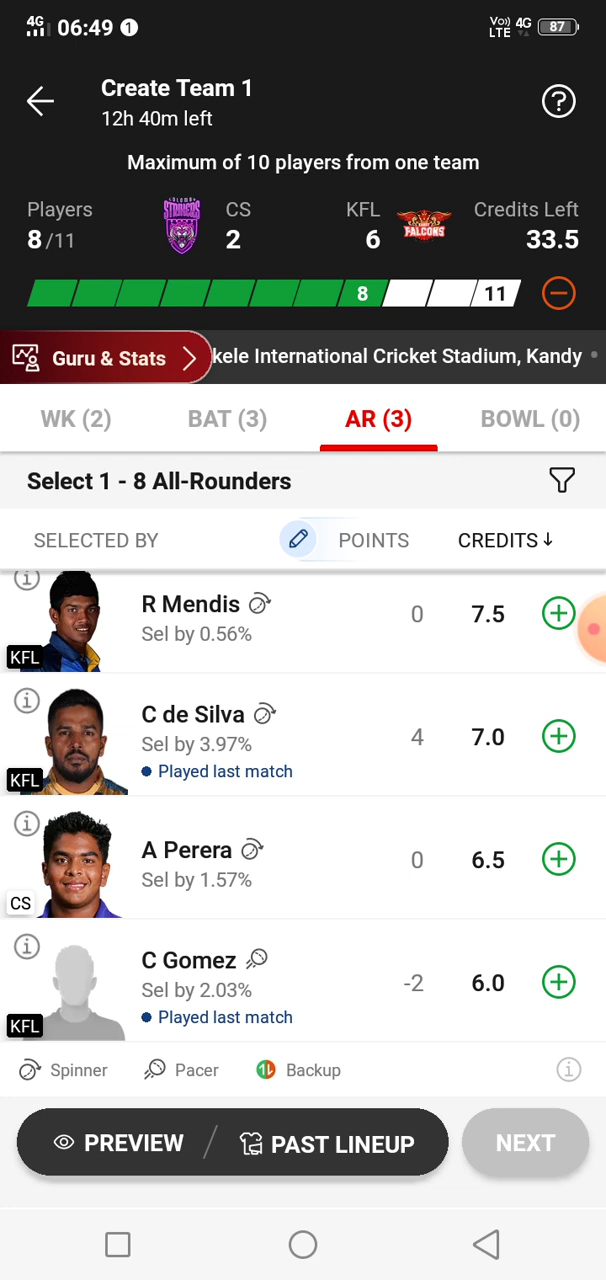 4G 06:49 1 Vo) LTE 4G 87
Create Team 1
12h 40m left
Maximum of 10 players from one team
Players CS KFL Credits Left
8/11 STRIKERS 2 6 FALCONS 33.5
8 11
Guru & Stats kele International Cricket Stadium, Kandy
WK (2) BAT (3) AR (3) BOWL (0)
Select 1 - 8 All-Rounders
SELECTED BY POINTS CREDITS↓
R Mendis
Sel by 0.56%
0 7.5
KFL
C de Silva
Sel by 3.97%
Played last match
4 7.0
KFL
A Perera
Sel by 1.57%
0 6.5
CS
C Gomez
Sel by 2.03%
Played last match
-2 6.0
KFL
Spinner Pacer Backup
PREVIEW / PAST LINEUP NEXT